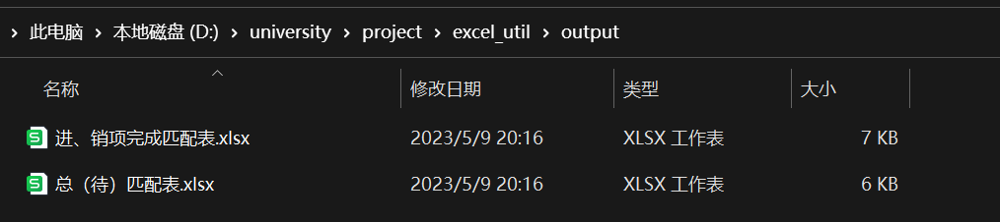 此电脑 本地磁盘 (D:) university project excel_util output
名称 修改日期 类型 大小
进、销项完成匹配表.xlsx 2023/5/9 20:16 XLSX 工作表 7 KB
总（待）匹配表.xlsx 2023/5/9 20:16 XLSX 工作表 6 KB